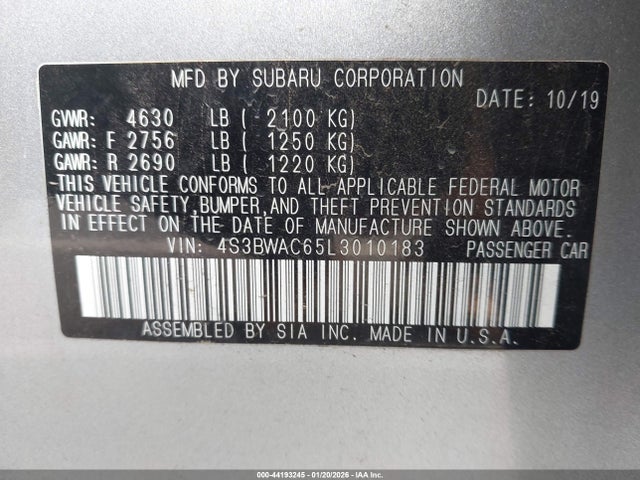 MFD BY SUBARU CORPORATION
DATE: 10/19
GVWR: 4630 LB ( 2100 KG)
GAWR: F 2756 LB ( 1250 KG)
GAWR: R 2690 LB ( 1220 KG)
THIS VEHICLE CONFORMS TO ALL APPLICABLE FEDERAL MOTOR
VEHICLE SAFETY, BUMPER, AND THEFT PREVENTION STANDARDS
IN EFFECT ON THE DATE OF MANUFACTURE SHOWN ABOVE.
VIN: 4S3BWAC65L3010183 PASSENGER CAR
ASSEMBLED BY SIA INC. MADE IN U.S.A.
000-44193245 - 01/20/2026 - IAA Inc.